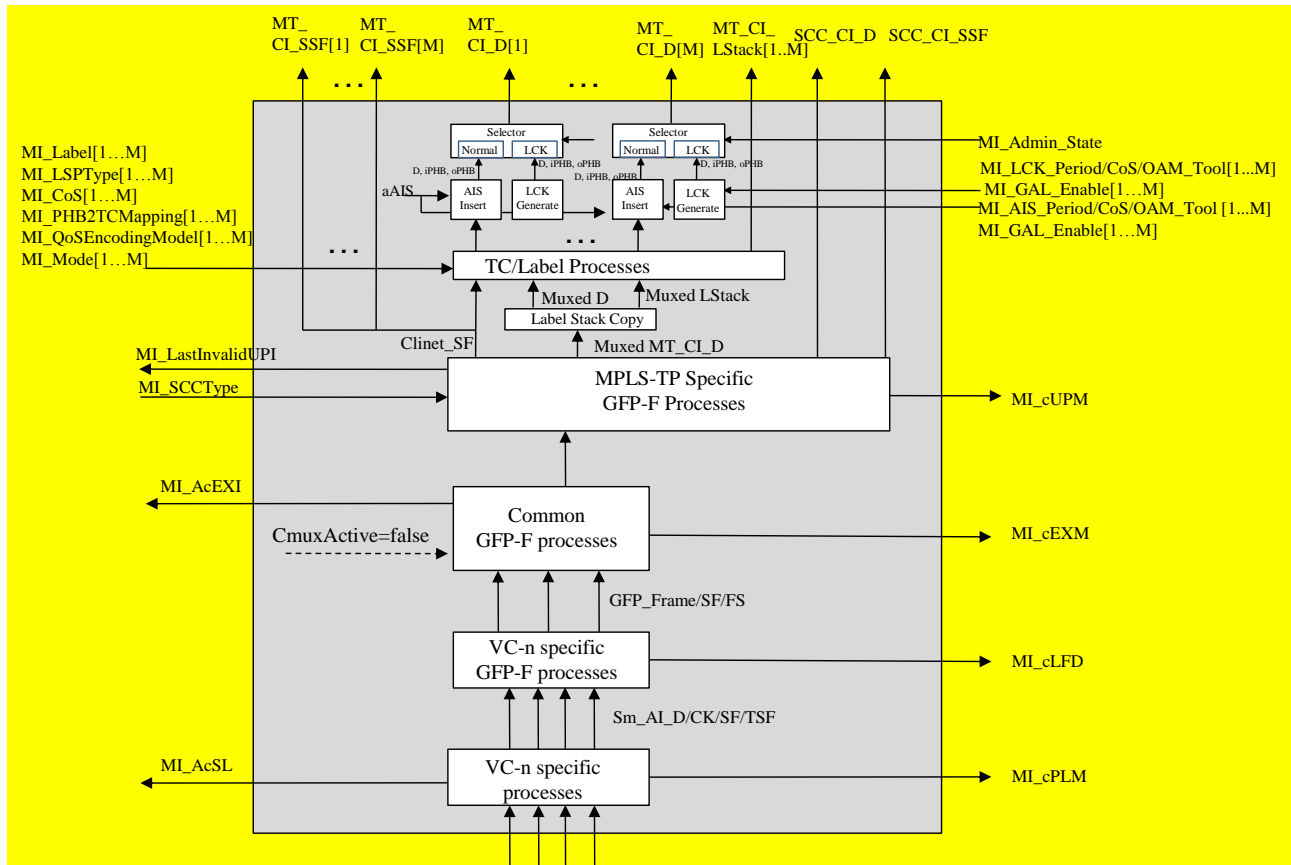 MT_
CI_SSF[1]
MT_
CI_SSF[M]
MT_
CI_D[1]
MT_
CI_D[M]
MT_CI_
LStack[1..M]
SCC_CI_D
SCC_CI_SSF
...
...
Selector
Normal
LCK
Selector
Normal
LCK
MI_Admin_State
D, iPHB, oPHB
D, iPHB, oPHB
D, iPHB, oPHB
D, iPHB, oPHB
MI_Label[1…M]
MI_LSPType[1…M]
MI_CoS[1…M]
MI_PHB2TCMapping[1…M]
MI_QoSEncodingModel[1…M]
MI_Mode[1…M]
aAIS
AIS
Insert
LCK
Generate
AIS
Insert
LCK
Generate
MI_LCK_Period/CoS/OAM_Tool[1...M]
MI_GAL_Enable[1…M]
MI_AIS_Period/CoS/OAM_Tool [1...M]
MI_GAL_Enable[1…M]
...
...
TC/Label Processes
Muxed D
Muxed LStack
Label Stack Copy
Clinet_SF
Muxed MT_CI_D
MI_LastInvalidUPI
MI_SCCType
MPLS-TP Specific
GFP-F Processes
MI_cUPM
MI_AcEXI
Common
GFP-F processes
CmuxActive=false
MI_cEXM
GFP_Frame/SF/FS
VC-n specific
GFP-F processes
MI_cLFD
Sm_AI_D/CK/SF/TSF
MI_AcSL
VC-n specific
processes
MI_cPLM